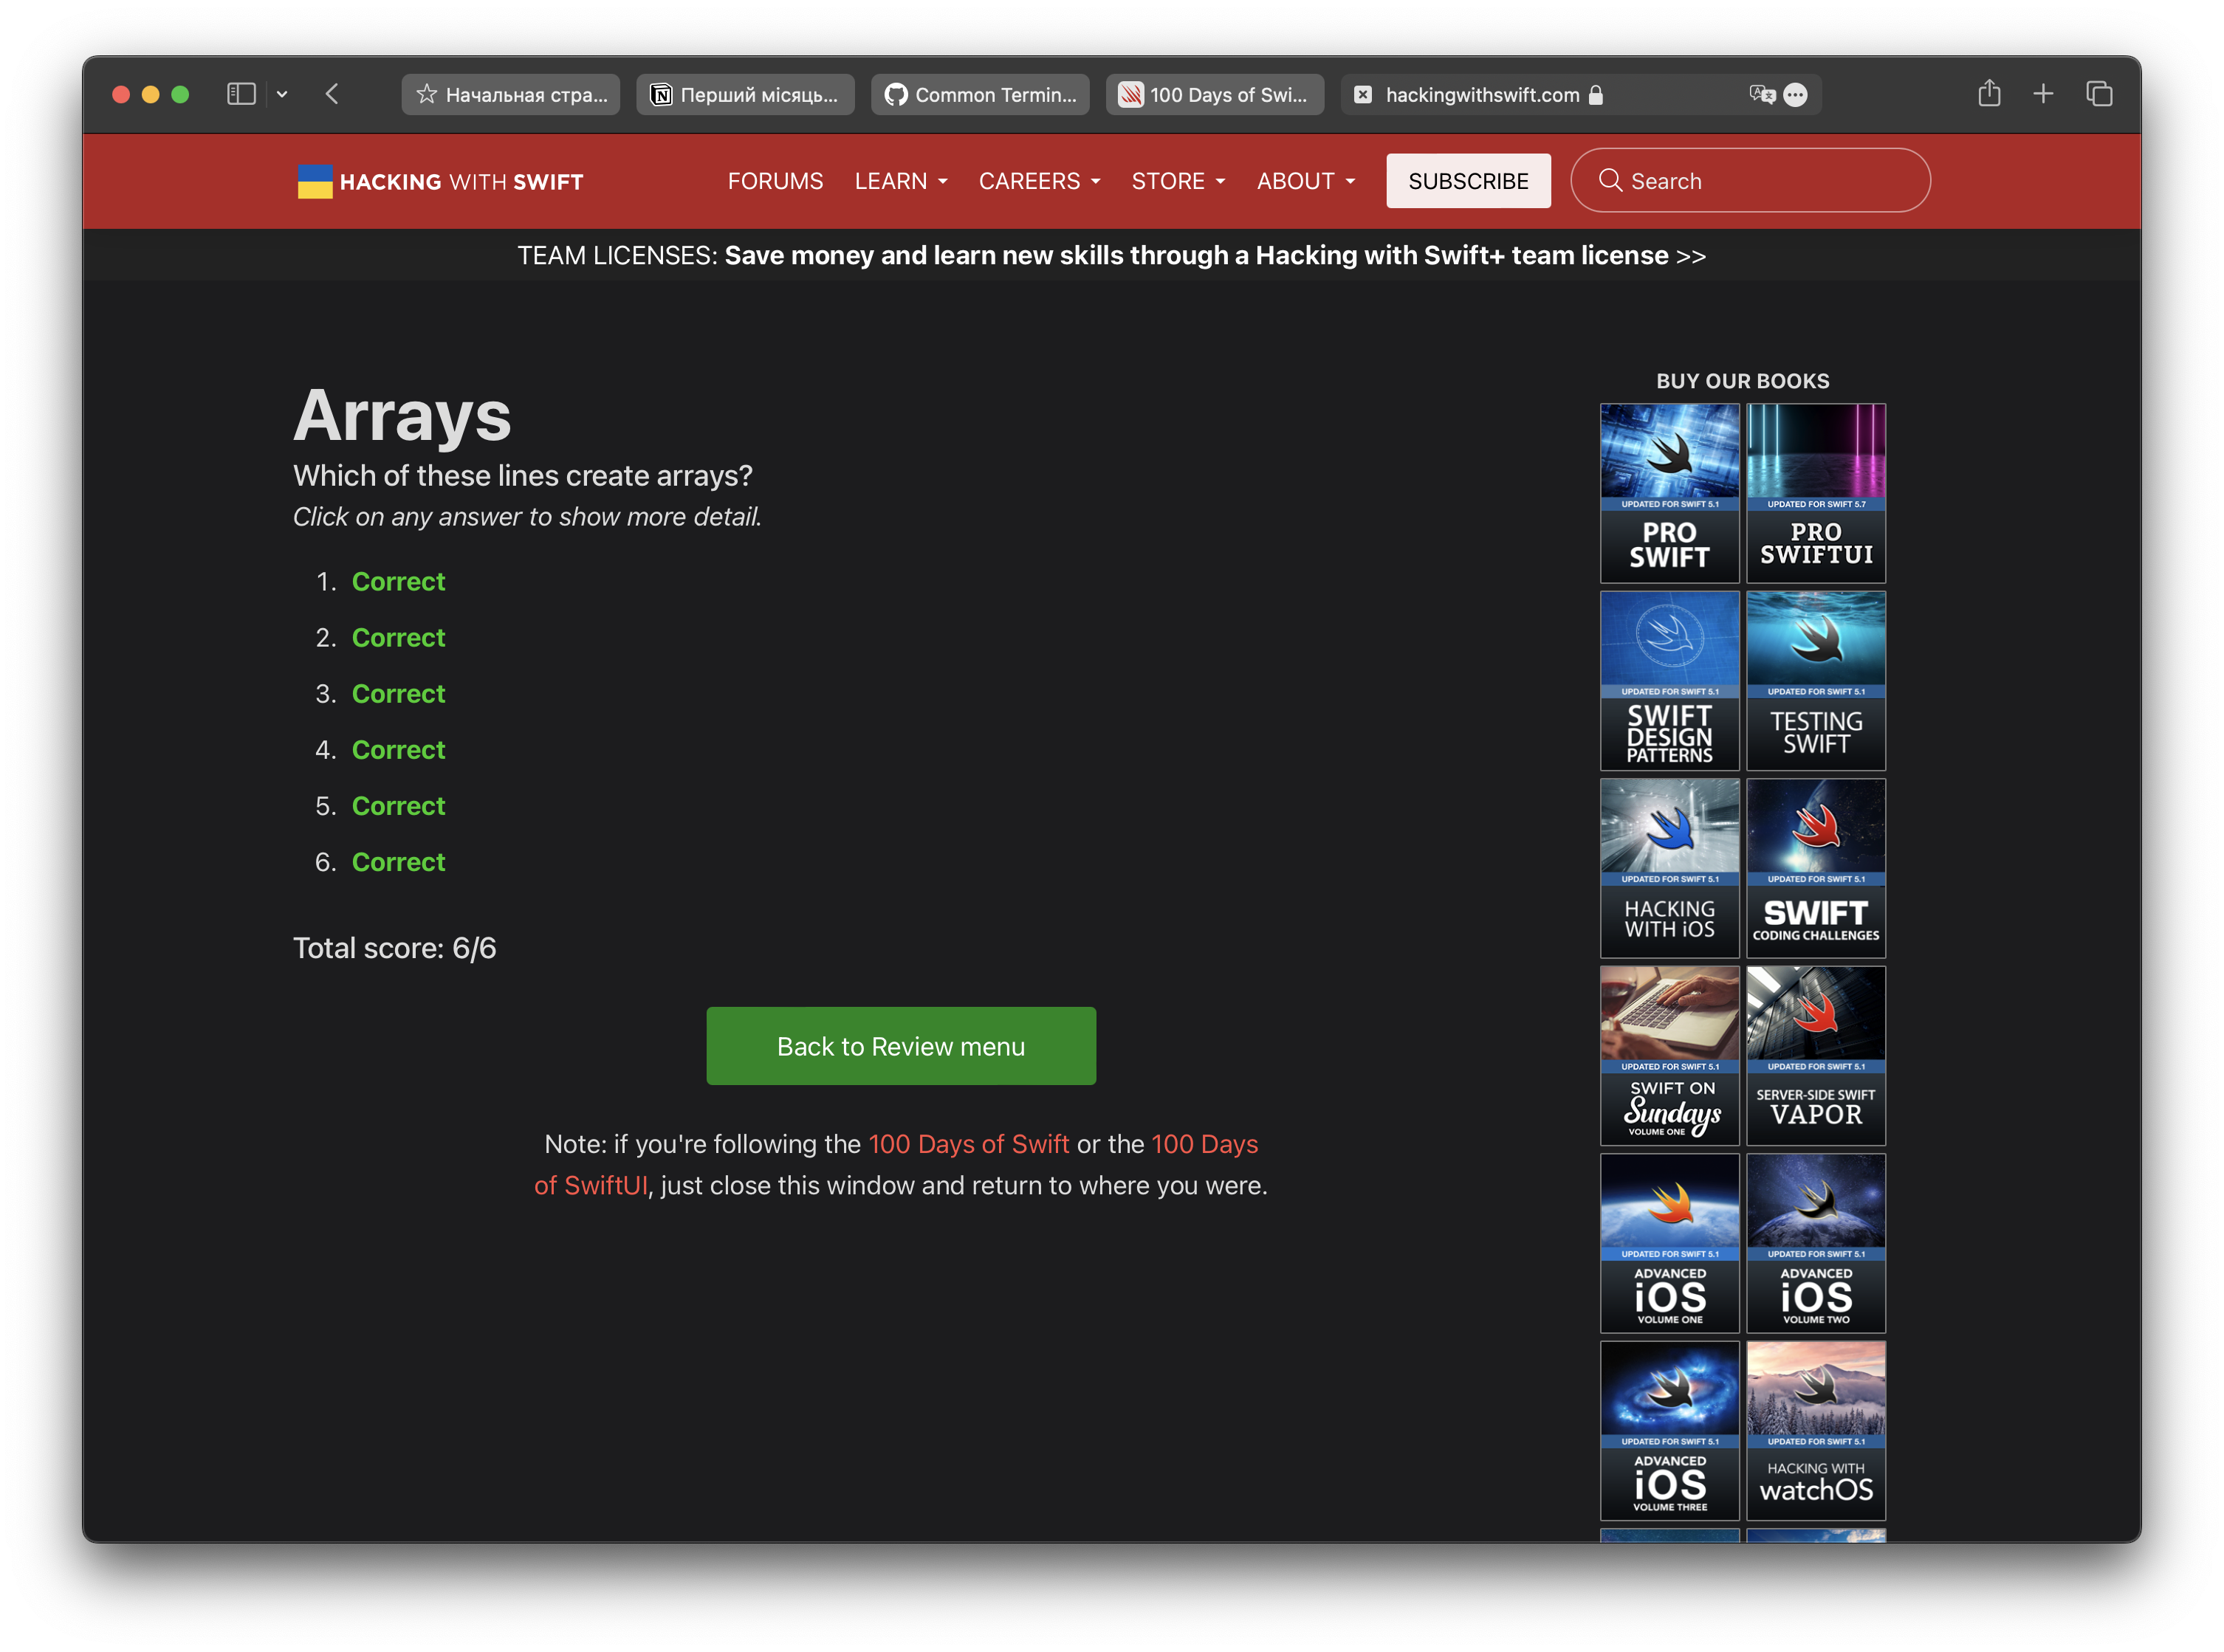 Начальная стра...
Перший місяць...
Common Termin...
100 Days of Swi...
hackingwithswift.com
HACKING WITH SWIFT
FORUMS
LEARN
CAREERS
STORE
ABOUT
SUBSCRIBE
Search
TEAM LICENSES: Save money and learn new skills through a Hacking with Swift+ team license >>
Arrays
Which of these lines create arrays?
Click on any answer to show more detail.
1. Correct
2. Correct
3. Correct
4. Correct
5. Correct
6. Correct
Total score: 6/6
Back to Review menu
Note: if you're following the 100 Days of Swift or the 100 Days
of SwiftUI, just close this window and return to where you were.
BUY OUR BOOKS
UPDATED FOR SWIFT 5.1
PRO
SWIFT
UPDATED FOR SWIFT 5.7
PRO
SWIFTUI
UPDATED FOR SWIFT 5.1
SWIFT
DESIGN
PATTERNS
UPDATED FOR SWIFT 5.1
TESTING
SWIFT
UPDATED FOR SWIFT 5.1
HACKING
WITH iOS
UPDATED FOR SWIFT 5.1
SWIFT
CODING CHALLENGES
UPDATED FOR SWIFT 5.1
SWIFT ON
Sundays
VOLUME ONE
UPDATED FOR SWIFT 5.1
SERVER-SIDE SWIFT
VAPOR
UPDATED FOR SWIFT 5.1
ADVANCED
iOS
VOLUME ONE
UPDATED FOR SWIFT 5.1
ADVANCED
iOS
VOLUME TWO
UPDATED FOR SWIFT 5.1
ADVANCED
iOS
VOLUME THREE
UPDATED FOR SWIFT 5.1
HACKING WITH
watchOS